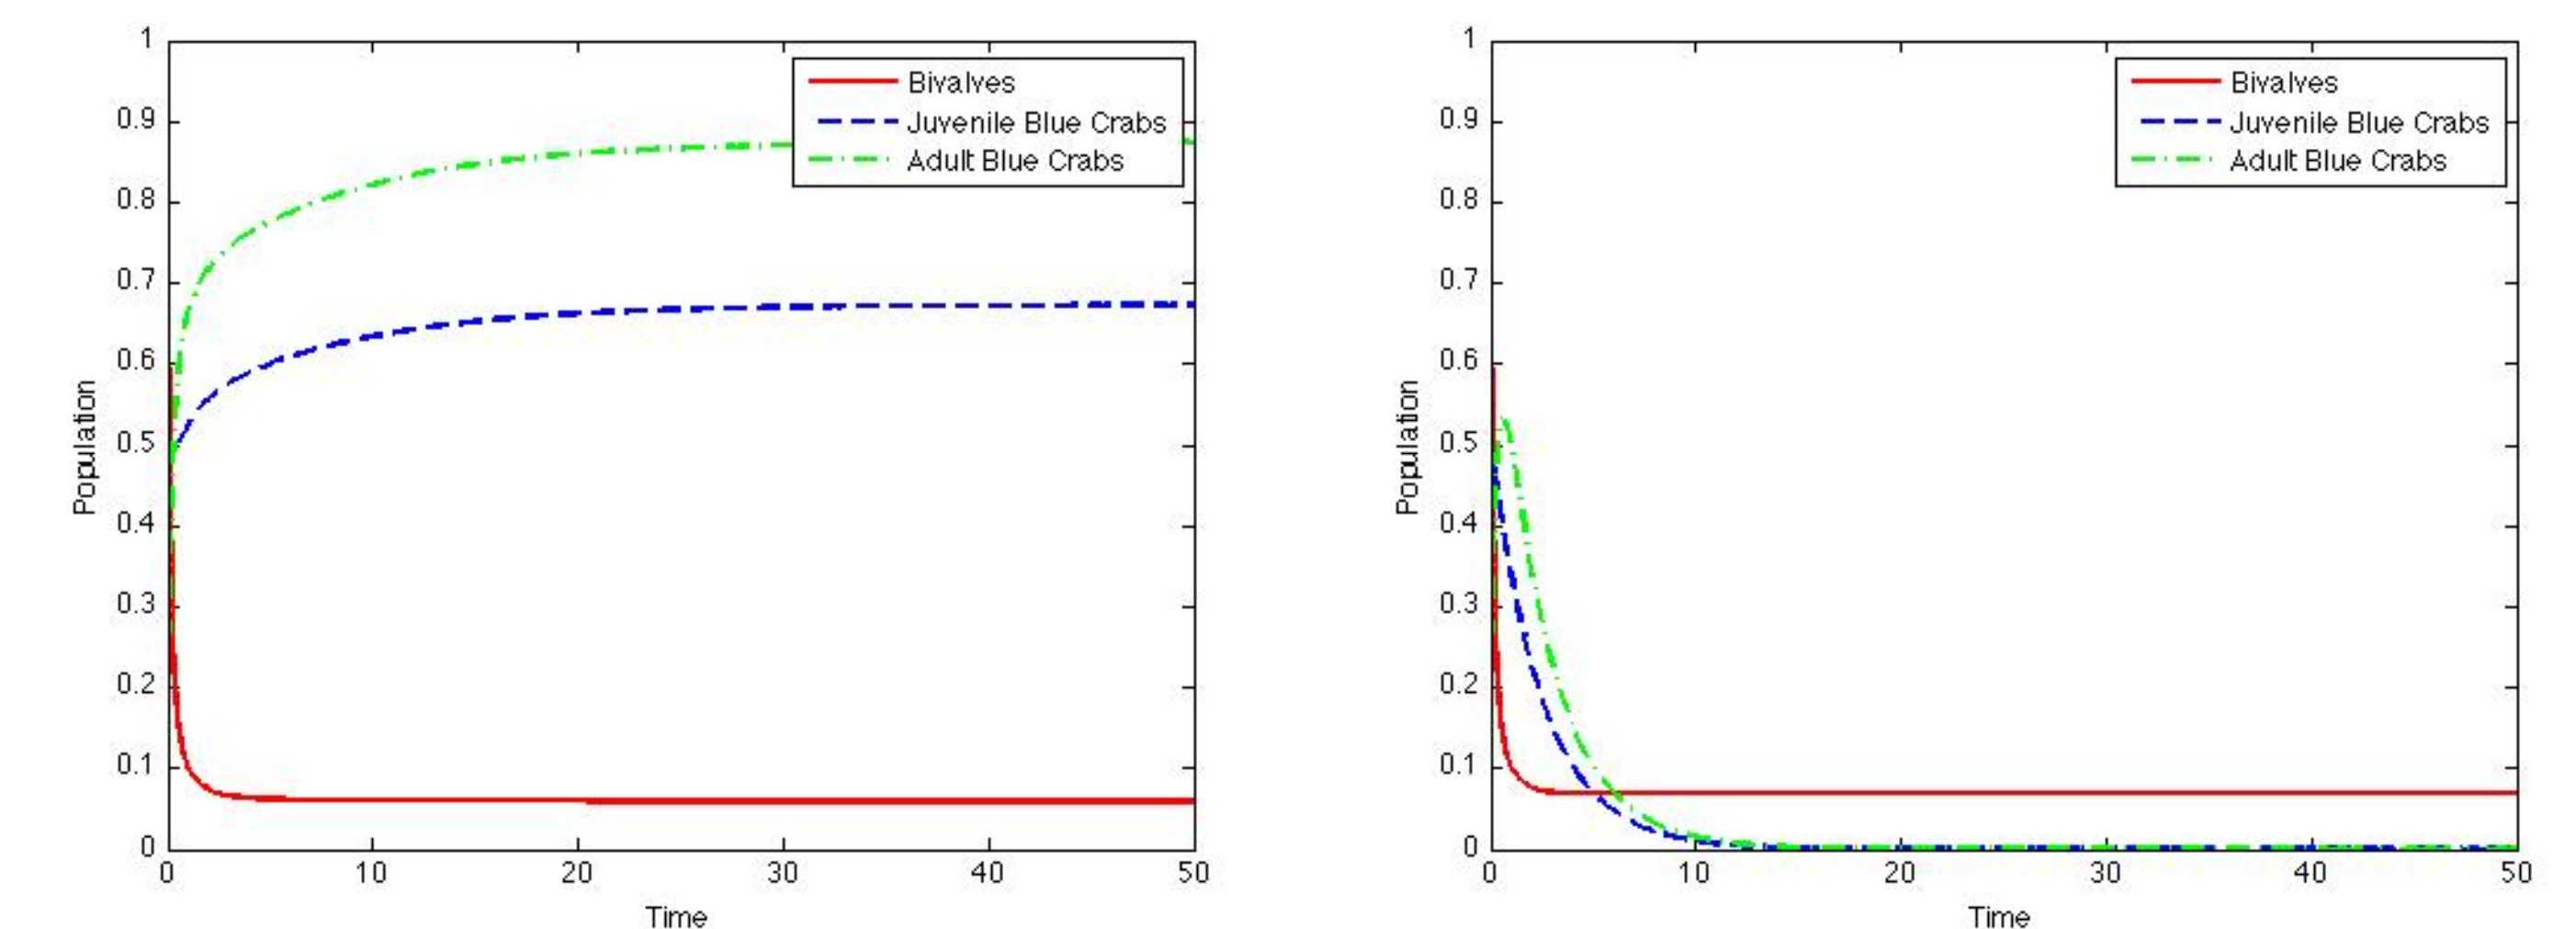 1
0.9
0.8
0.7
0.6
0.5
0.4
0.3
0.2
0.1
0
Population
0 10 20 30 40 50
Time
Bivalves
Juvenile Blue Crabs
Adult Blue Crabs
1
0.9
0.8
0.7
0.6
0.5
0.4
0.3
0.2
0.1
0
Population
0 10 20 30 40 50
Time
Bivalves
Juvenile Blue Crabs
Adult Blue Crabs